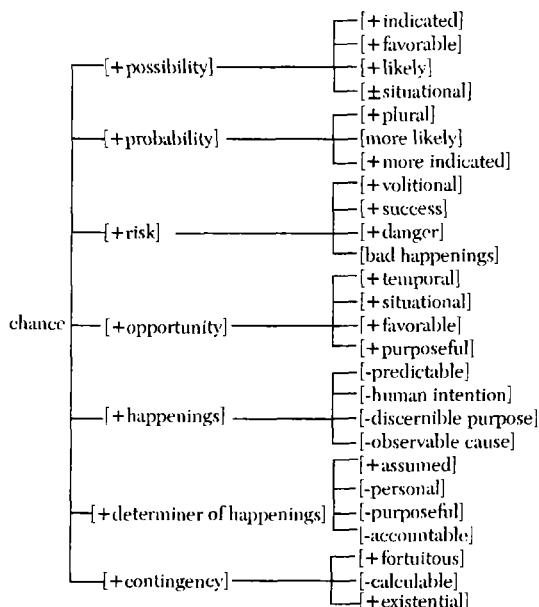 [+indicated]
[+favorable]
[+possibility] [+likely]
[±situational]
[+plural]
[+probability] [more likely]
[+more indicated]
[+volitional]
[+success]
[+risk] [+danger]
[bad happenings]
[+temporal]
[+situational]
chance [+opportunity] [+favorable]
[+purposeful]
[-predictable]
[-human intention]
[+happenings] [-discernible purpose]
[-observable cause]
[+assumed]
[-personal]
[+determiner of happenings] [-purposeful]
[-accountable]
[+fortuitous]
[+contingency] [-calculable]
[+existential]